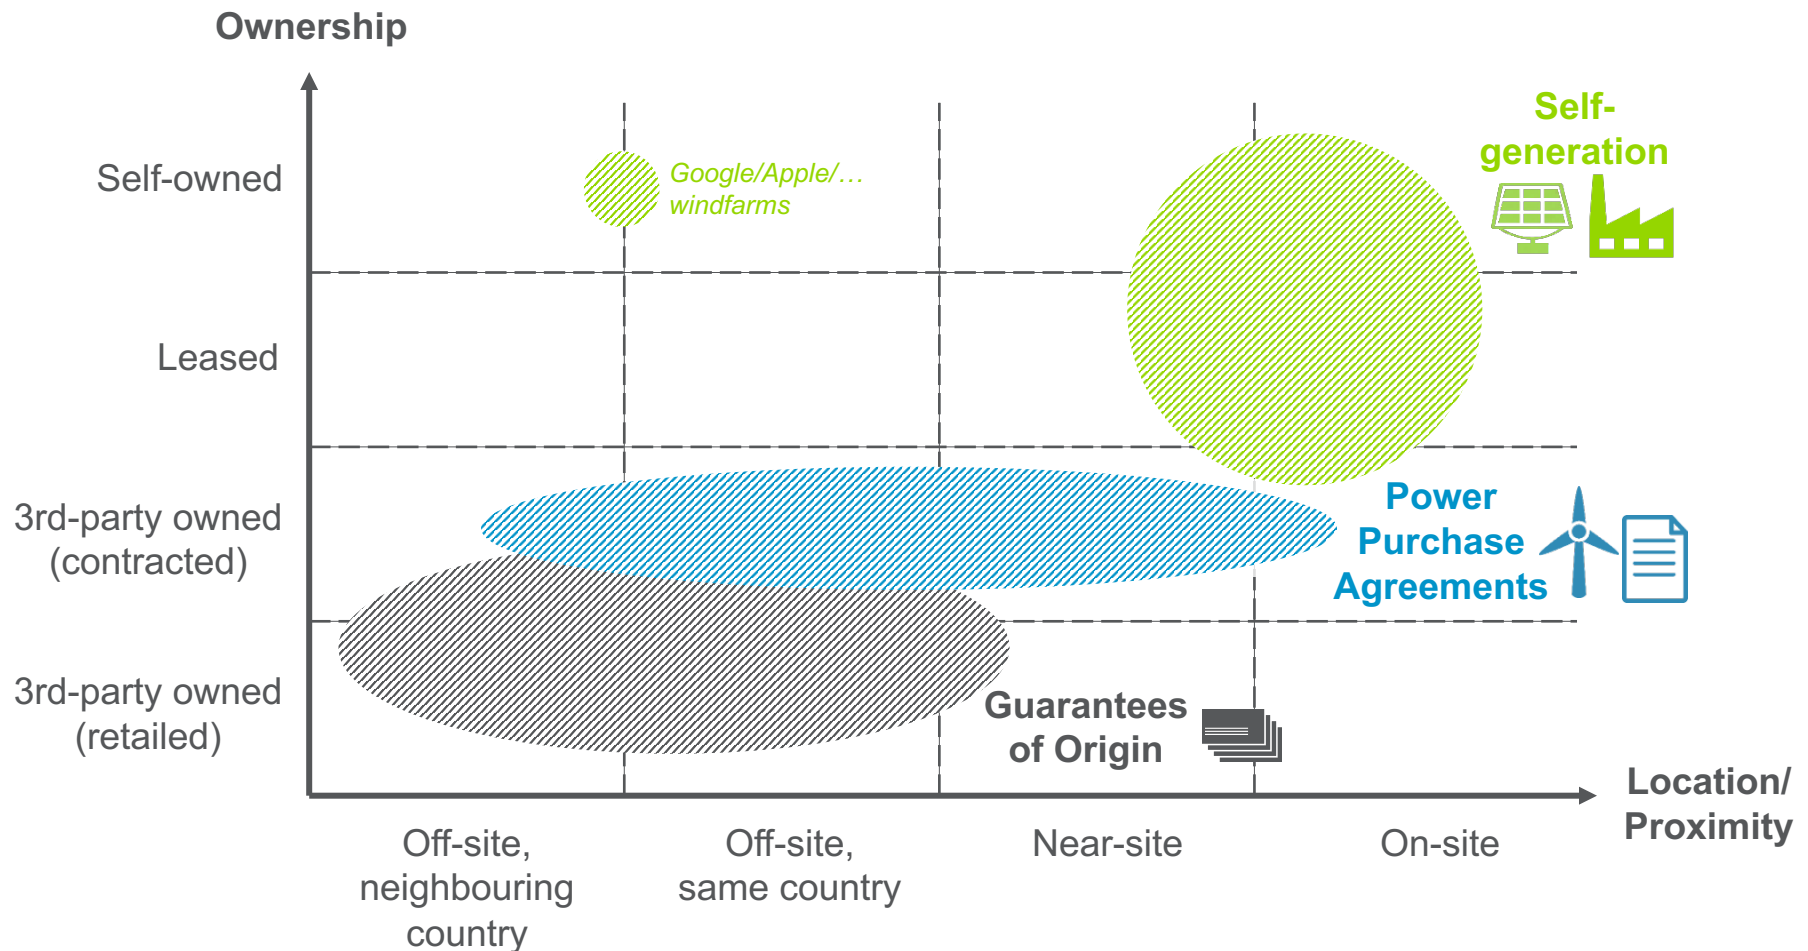 Ownership
Self-owned
Leased
3rd-party owned
(contracted)
3rd-party owned
(retailed)
Google/Apple/…
windfarms
Self-
generation
Power
Purchase
Agreements
Guarantees
of Origin
Location/
Proximity
Off-site,
neighbouring
country
Off-site,
same country
Near-site
On-site